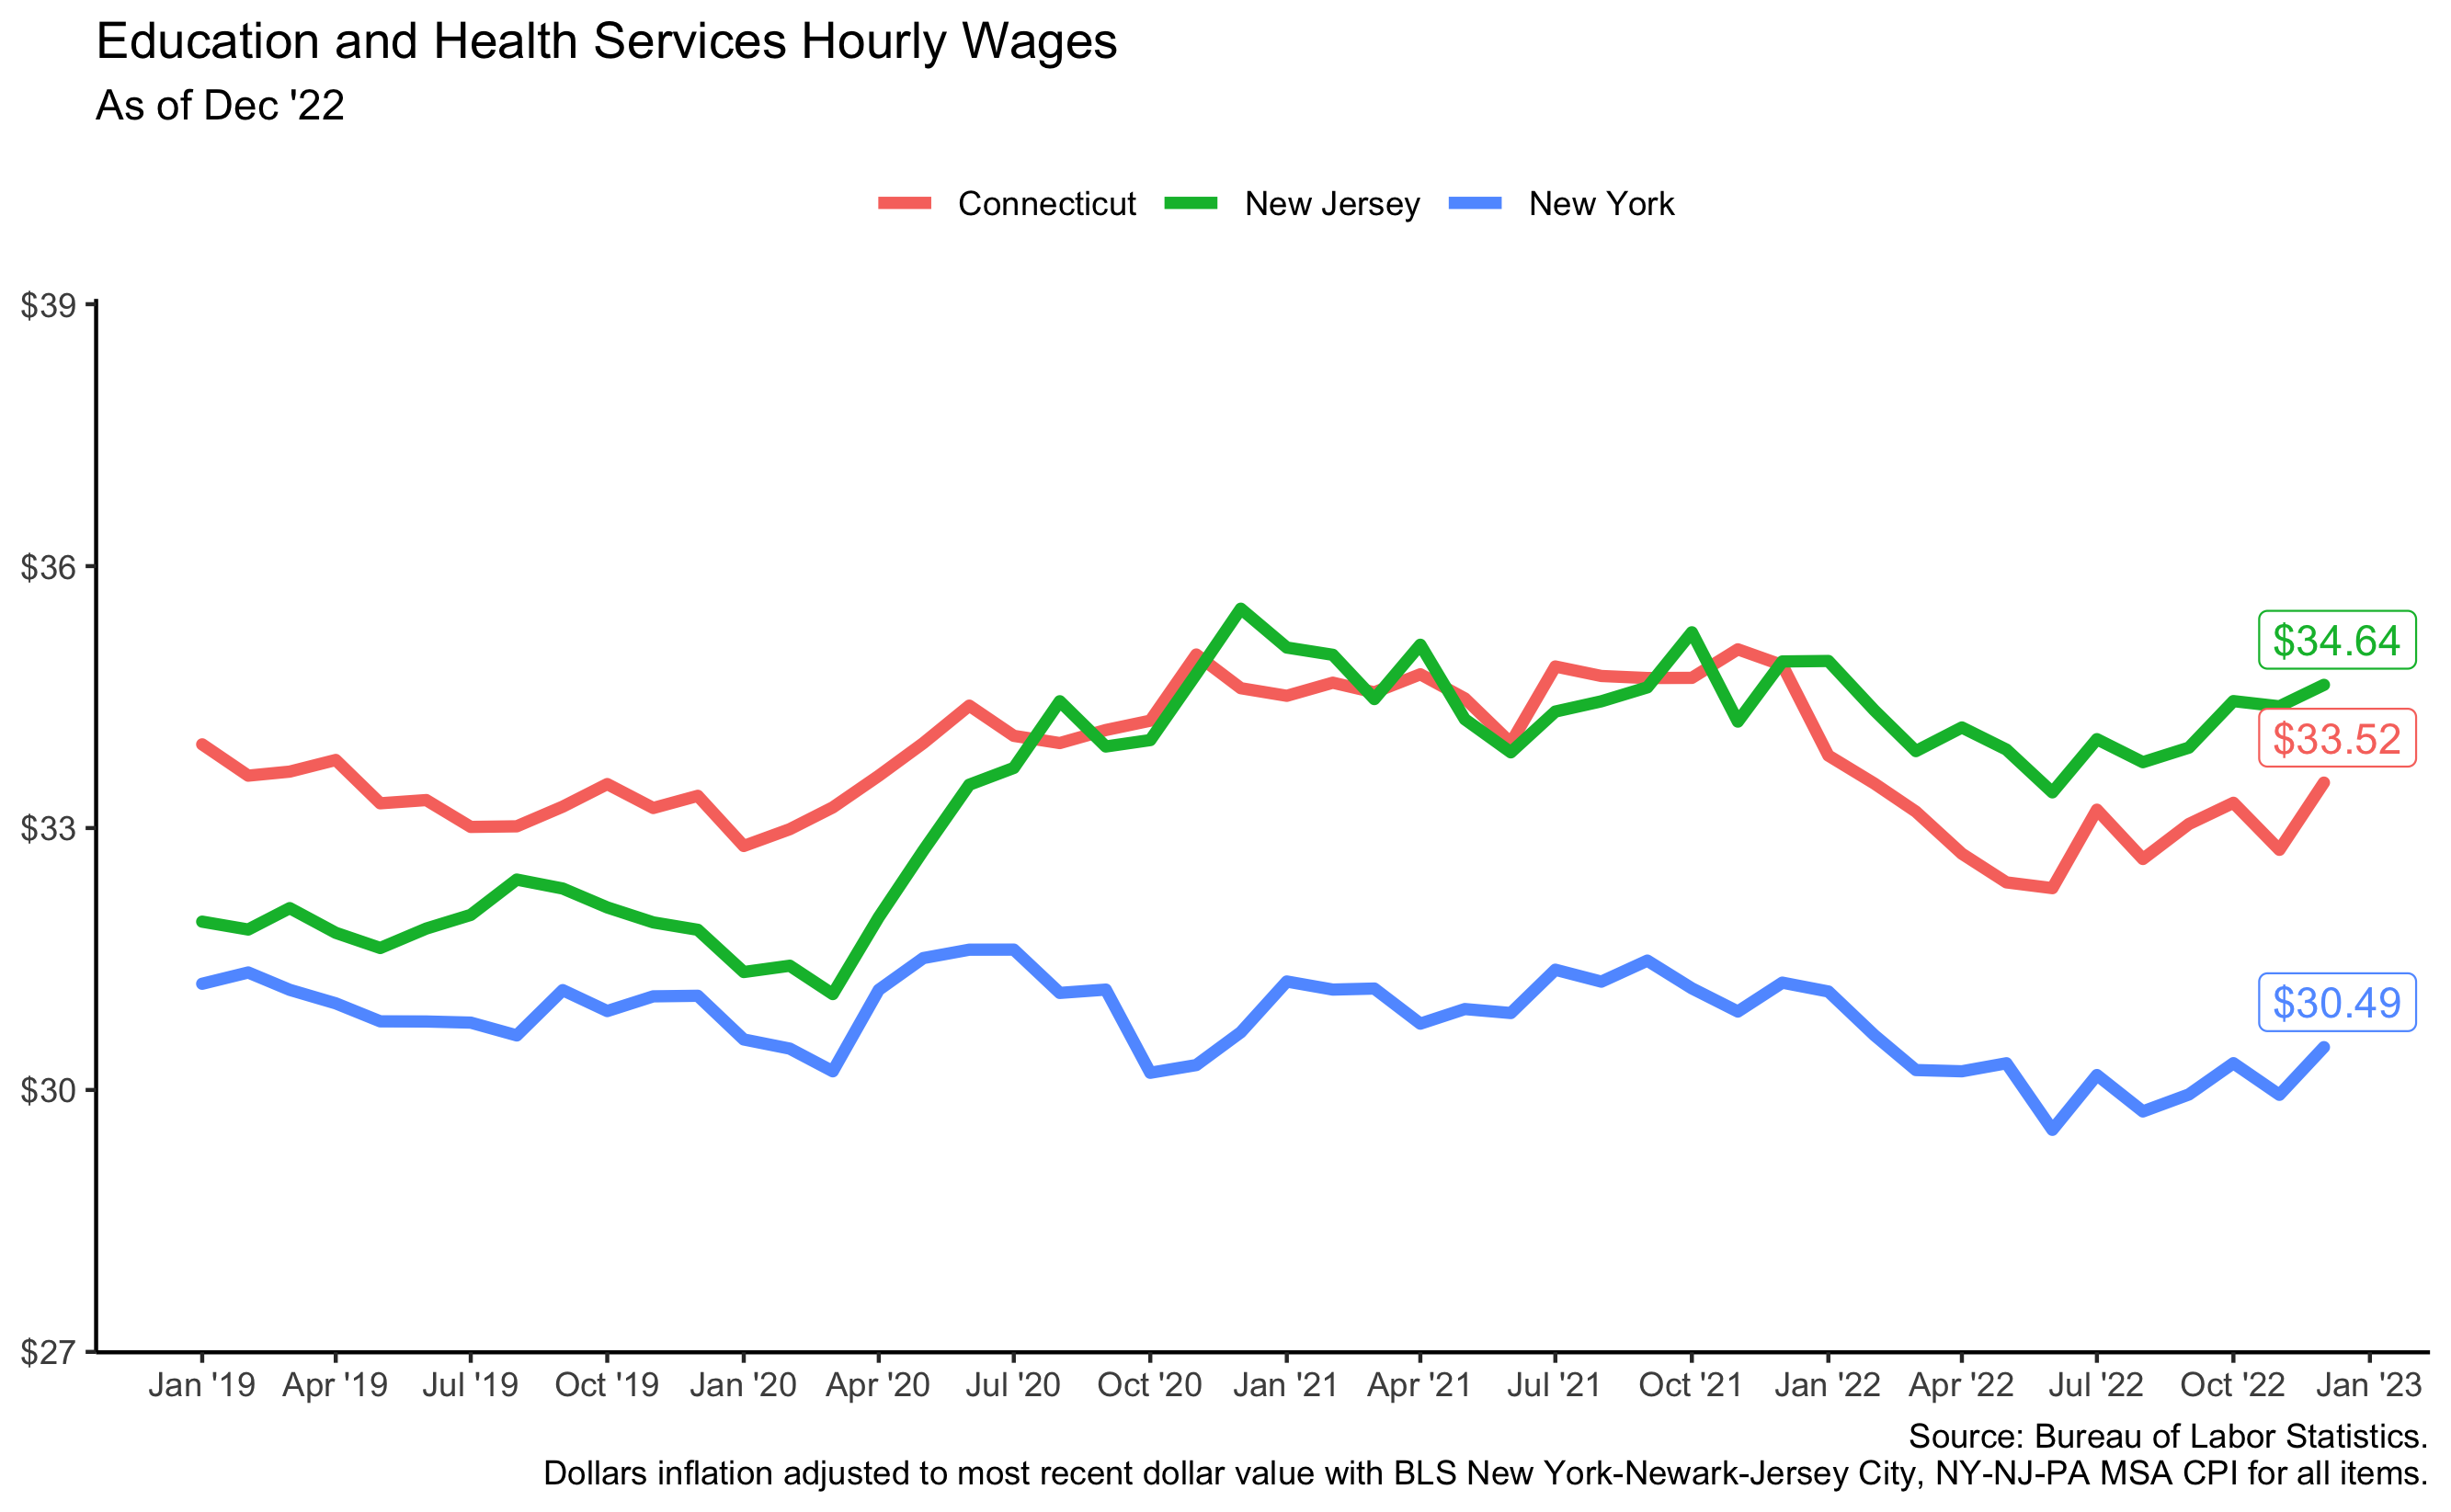 Education and Health Services Hourly Wages
As of Dec '22
Connecticut New Jersey New York
$39
$36
$33
$30
$27
$34.64
$33.52
$30.49
Jan '19 Apr '19 Jul '19 Oct '19 Jan '20 Apr '20 Jul '20 Oct '20 Jan '21 Apr '21 Jul '21 Oct '21 Jan '22 Apr '22 Jul '22 Oct '22 Jan '23
Source: Bureau of Labor Statistics.
Dollars inflation adjusted to most recent dollar value with BLS New York-Newark-Jersey City, NY-NJ-PA MSA CPI for all items.